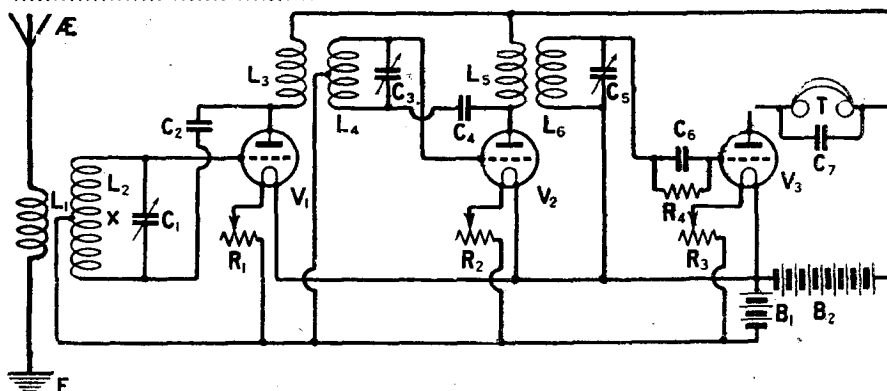 Æ
L₃
L₄
C₃
C₄
L₅
L₆
C₅
T
C₇
C₂
C₆
R₄
V₁
V₂
V₃
L₁
L₂
X
C₁
R₁
R₂
R₃
B₁
B₂
E